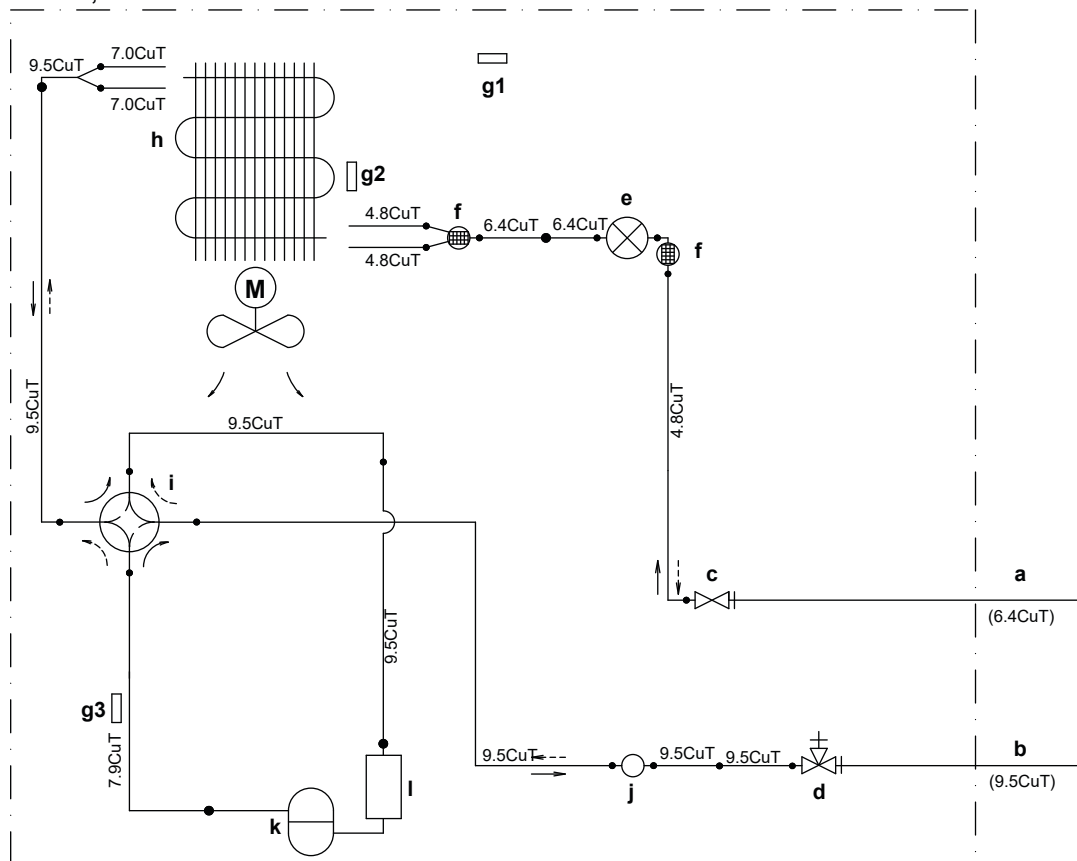 7.0CuT
9.5CuT
7.0CuT
g1
h
g2
4.8CuT
f
6.4CuT
6.4CuT
e
f
4.8CuT
M
9.5CuT
4.8CuT
9.5CuT
i
c
a
(6.4CuT)
9.5CuT
g3
7.9CuT
9.5CuT
9.5CuT
9.5CuT
b
(9.5CuT)
l
j
d
k